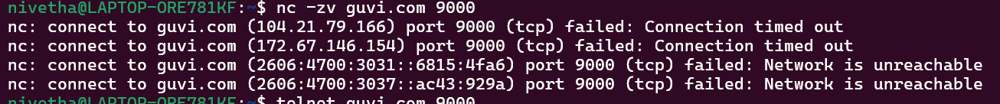 nivetha@LAPTOP-ORE781KF:~$ nc -zv guvi.com 9000
nc: connect to guvi.com (104.21.79.166) port 9000 (tcp) failed: Connection timed out
nc: connect to guvi.com (172.67.146.154) port 9000 (tcp) failed: Connection timed out
nc: connect to guvi.com (2606:4700:3031::6815:4fa6) port 9000 (tcp) failed: Network is unreachable
nc: connect to guvi.com (2606:4700:3037::ac43:929a) port 9000 (tcp) failed: Network is unreachable
nivetha@LAPTOP-ORE781KF:~$ telnet guvi.com 9000